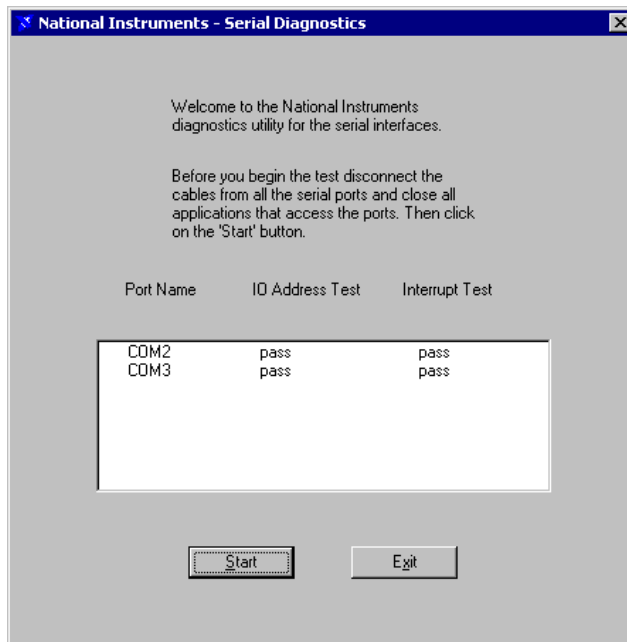 National Instruments - Serial Diagnostics
Welcome to the National Instruments
diagnostics utility for the serial interfaces.
Before you begin the test disconnect the
cables from all the serial ports and close all
applications that access the ports. Then click
on the 'Start' button.
Port Name IO Address Test Interrupt Test
COM2 pass pass
COM3 pass pass
Start Exit